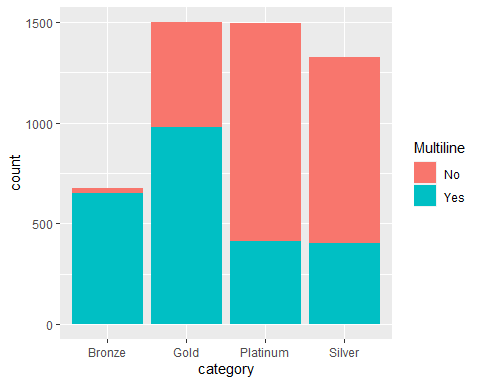 1500
1000
500
0
count
Bronze
Gold
Platinum
Silver
category
Multiline
No
Yes